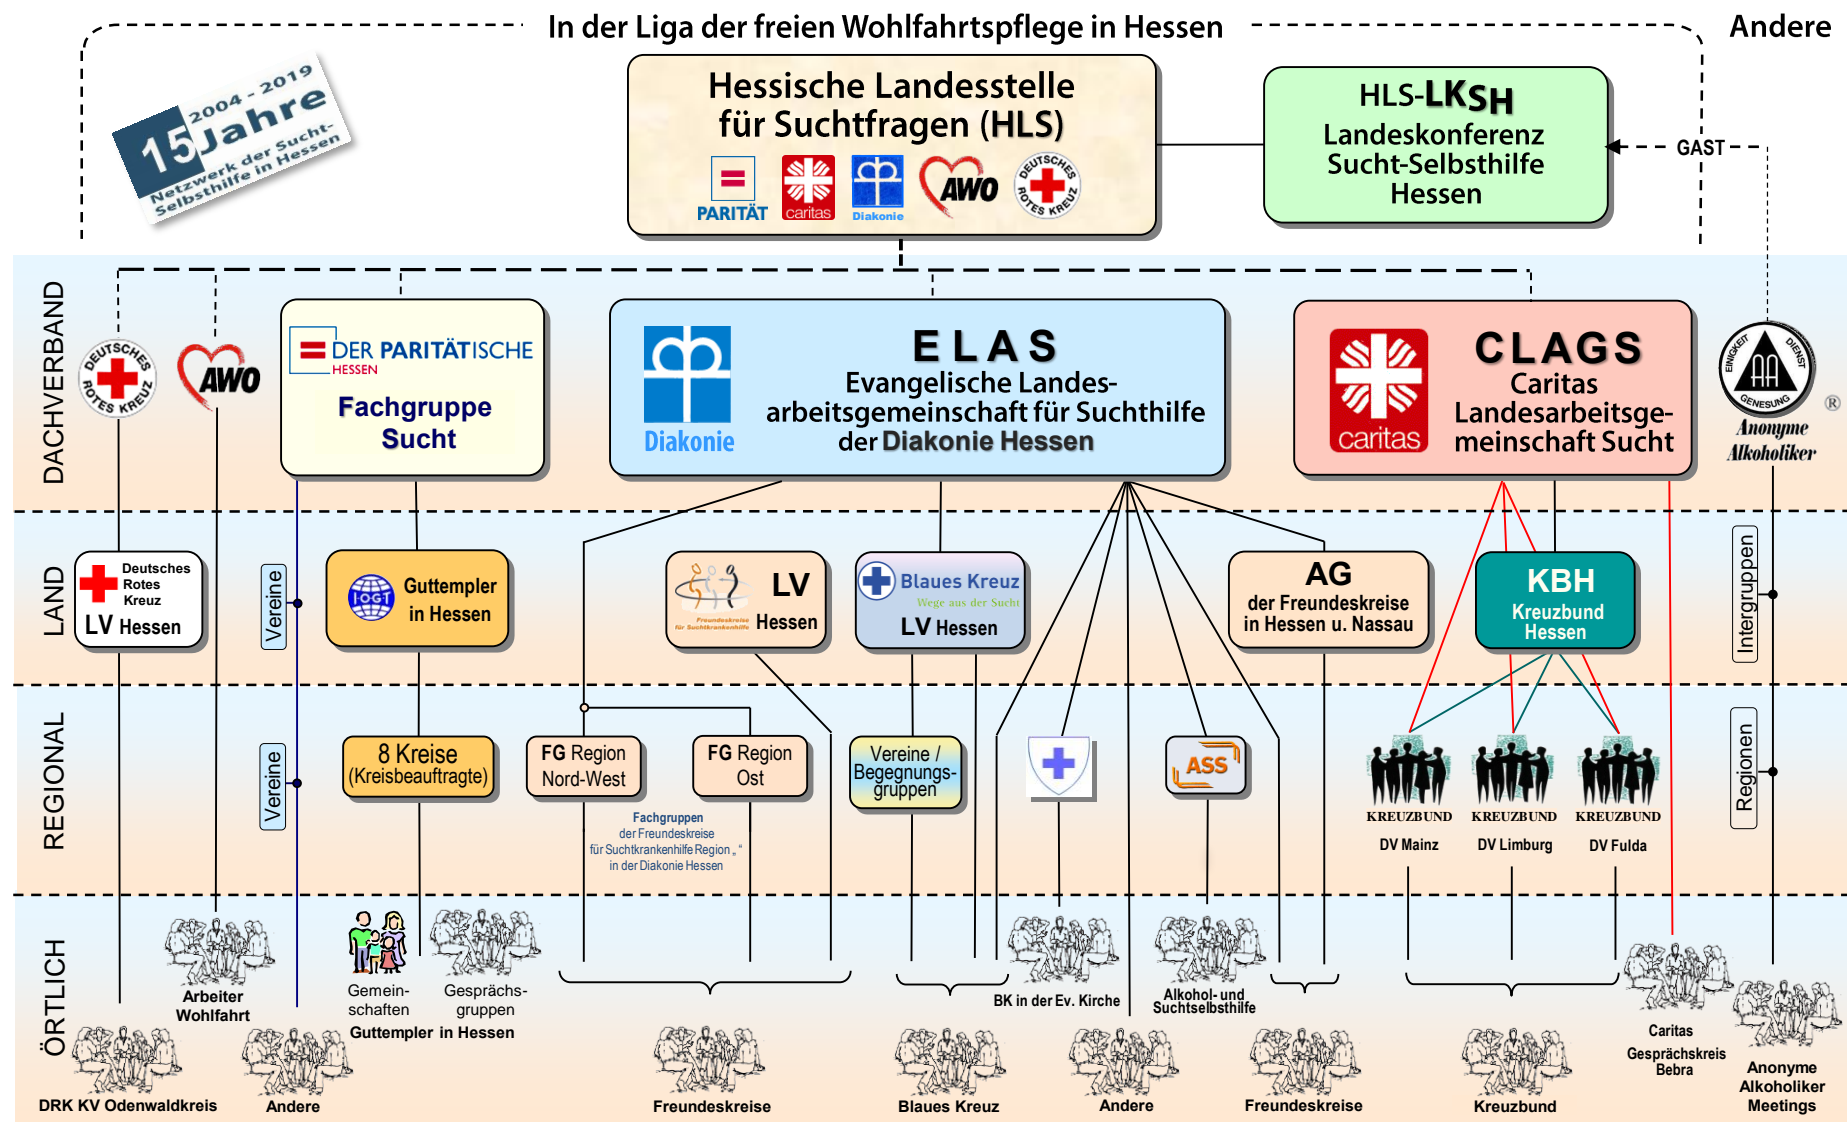 In der Liga der freien Wohlfahrtspflege in Hessen
Andere
2004 - 2019
15 Jahre
Netzwerk der Sucht-
Selbsthilfe in Hessen
Hessische Landesstelle
für Suchtfragen (HLS)
PARITÄT
caritas
Diakonie
AWO
DEUTSCHES
ROTES KREUZ
HLS-LKSH
Landeskonferenz
Sucht-Selbsthilfe
Hessen
GAST
DACHVERBAND
DEUTSCHES
ROTES KREUZ
AWO
DER PARITÄTISCHE
HESSEN
Fachgruppe
Sucht
Diakonie
ELAS
Evangelische Landes-
arbeitsgemeinschaft für Suchthilfe
der Diakonie Hessen
caritas
CLAGS
Caritas
Landesarbeitsge-
meinschaft Sucht
EINIGKEIT
DIENST
AA
GENESUNG
®
Anonyme
Alkoholiker
LAND
Deutsches
Rotes
Kreuz
LV Hessen
Vereine
IOGT
Guttempler
in Hessen
LV
Hessen
Freundeskreise
für Suchtkrankenhilfe
Blaues Kreuz
Wege aus der Sucht
LV Hessen
AG
der Freundeskreise
in Hessen u. Nassau
KBH
Kreuzbund
Hessen
Intergruppen
REGIONAL
Vereine
8 Kreise
(Kreisbeauftragte)
FG Region
Nord-West
FG Region
Ost
Fachgruppen
der Freundeskreise
für Suchtkrankenhilfe Region „ “
in der Diakonie Hessen
Vereine /
Begegnungs-
gruppen
ASS
KREUZBUND
DV Mainz
KREUZBUND
DV Limburg
KREUZBUND
DV Fulda
Regionen
ÖRTLICH
DRK KV Odenwaldkreis
Arbeiter
Wohlfahrt
Andere
Gemein-
schaften
Gesprächs-
gruppen
Guttempler in Hessen
Freundeskreise
Blaues Kreuz
BK in der Ev. Kirche
Andere
Alkohol- und
Suchtselbsthilfe
Freundeskreise
Kreuzbund
Caritas
Gesprächskreis
Bebra
Anonyme
Alkoholiker
Meetings